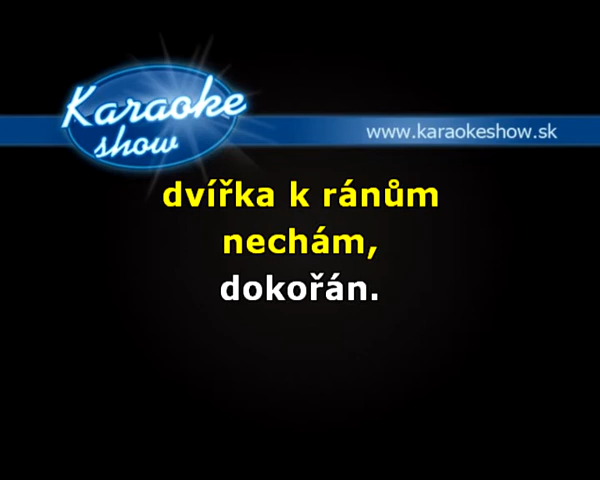 Karaoke
show
www.karaokeshow.sk
dvířka k ránům
nechám,
dokořán.